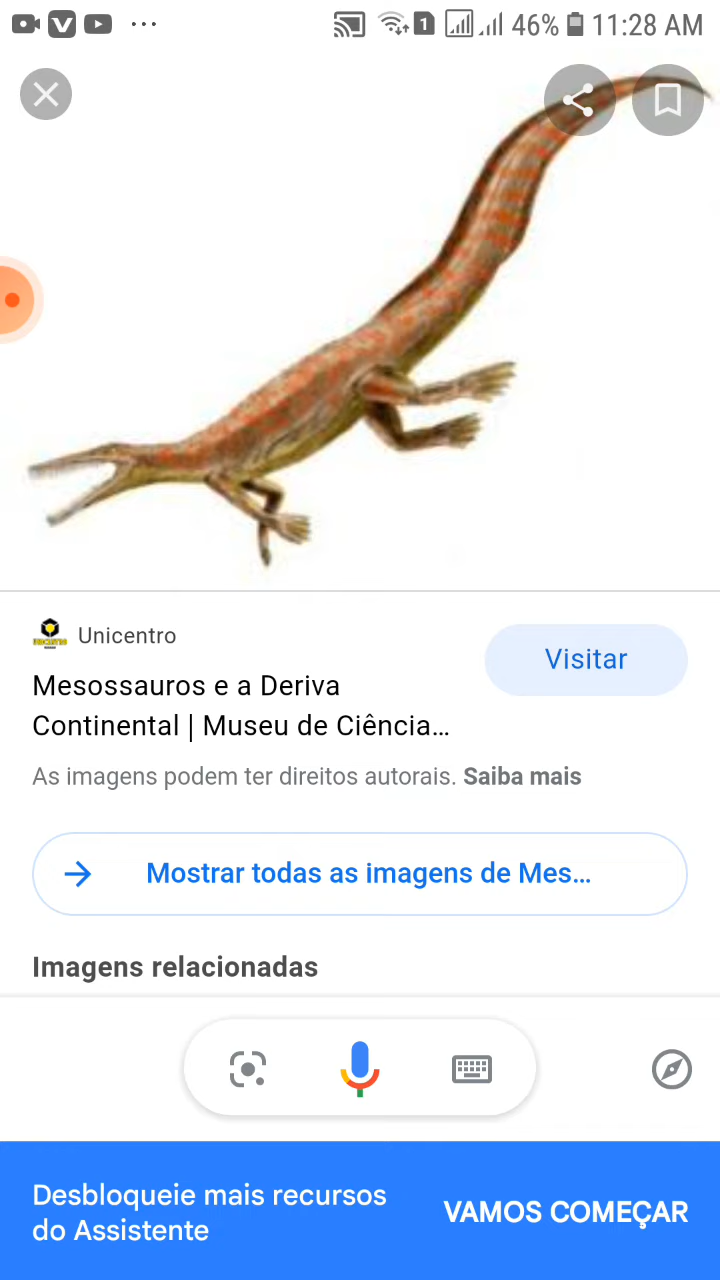 1 46% 11:28 AM
Unicentro
Visitar
Mesossauros e a Deriva
Continental | Museu de Ciência...
As imagens podem ter direitos autorais. Saiba mais
Mostrar todas as imagens de Mes...
Imagens relacionadas
Desbloqueie mais recursos
do Assistente
VAMOS COMEÇAR